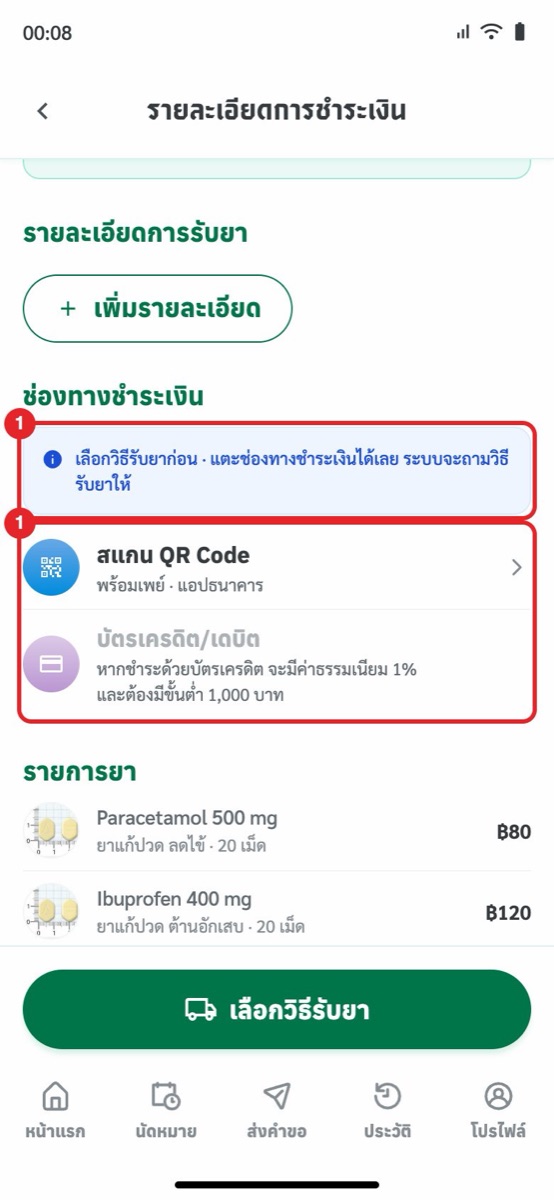 00:08
รายละเอียดการชำระเงิน
รายละเอียดการรับยา
+ เพิ่มรายละเอียด
ช่องทางชำระเงิน
1
เลือกวิธีรับยาก่อน · แตะช่องทางชำระเงินได้เลย ระบบจะถามวิธี
รับยาให้
1
สแกน QR Code
พร้อมเพย์ · แอปธนาคาร
บัตรเครดิต/เดบิต
หากชำระด้วยบัตรเครดิต จะมีค่าธรรมเนียม 1%
และต้องมีขั้นต่ำ 1,000 บาท
รายการยา
Paracetamol 500 mg
฿80
ยาแก้ปวด ลดไข้ · 20 เม็ด
Ibuprofen 400 mg
฿120
ยาแก้ปวด ต้านอักเสบ · 20 เม็ด
เลือกวิธีรับยา
หน้าแรก นัดหมาย ส่งคำขอ ประวัติ โปรไฟล์